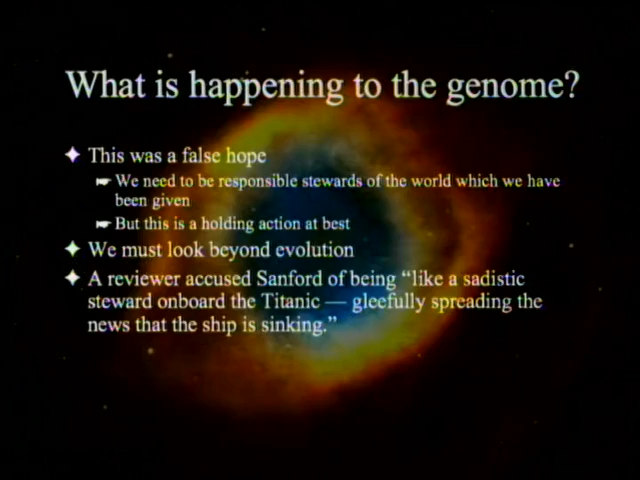 What is happening to the genome?
This was a false hope
We need to be responsible stewards of the world which we have
been given
But this is a holding action at best
We must look beyond evolution
A reviewer accused Sanford of being “like a sadistic
steward onboard the Titanic — gleefully spreading the
news that the ship is sinking.”